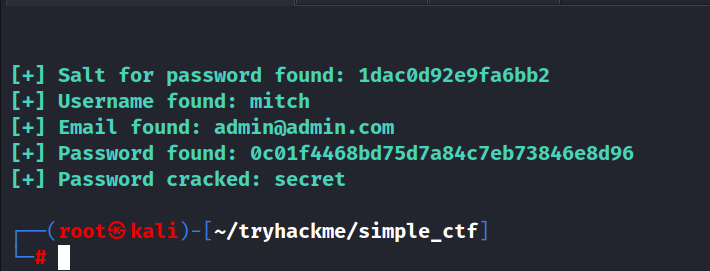 [+] Salt for password found: 1dac0d92e9fa6bb2
[+] Username found: mitch
[+] Email found: admin@admin.com
[+] Password found: 0c01f4468bd75d7a84c7eb73846e8d96
[+] Password cracked: secret
┌──(root㉿kali)-[~/tryhackme/simple_ctf]
└─#